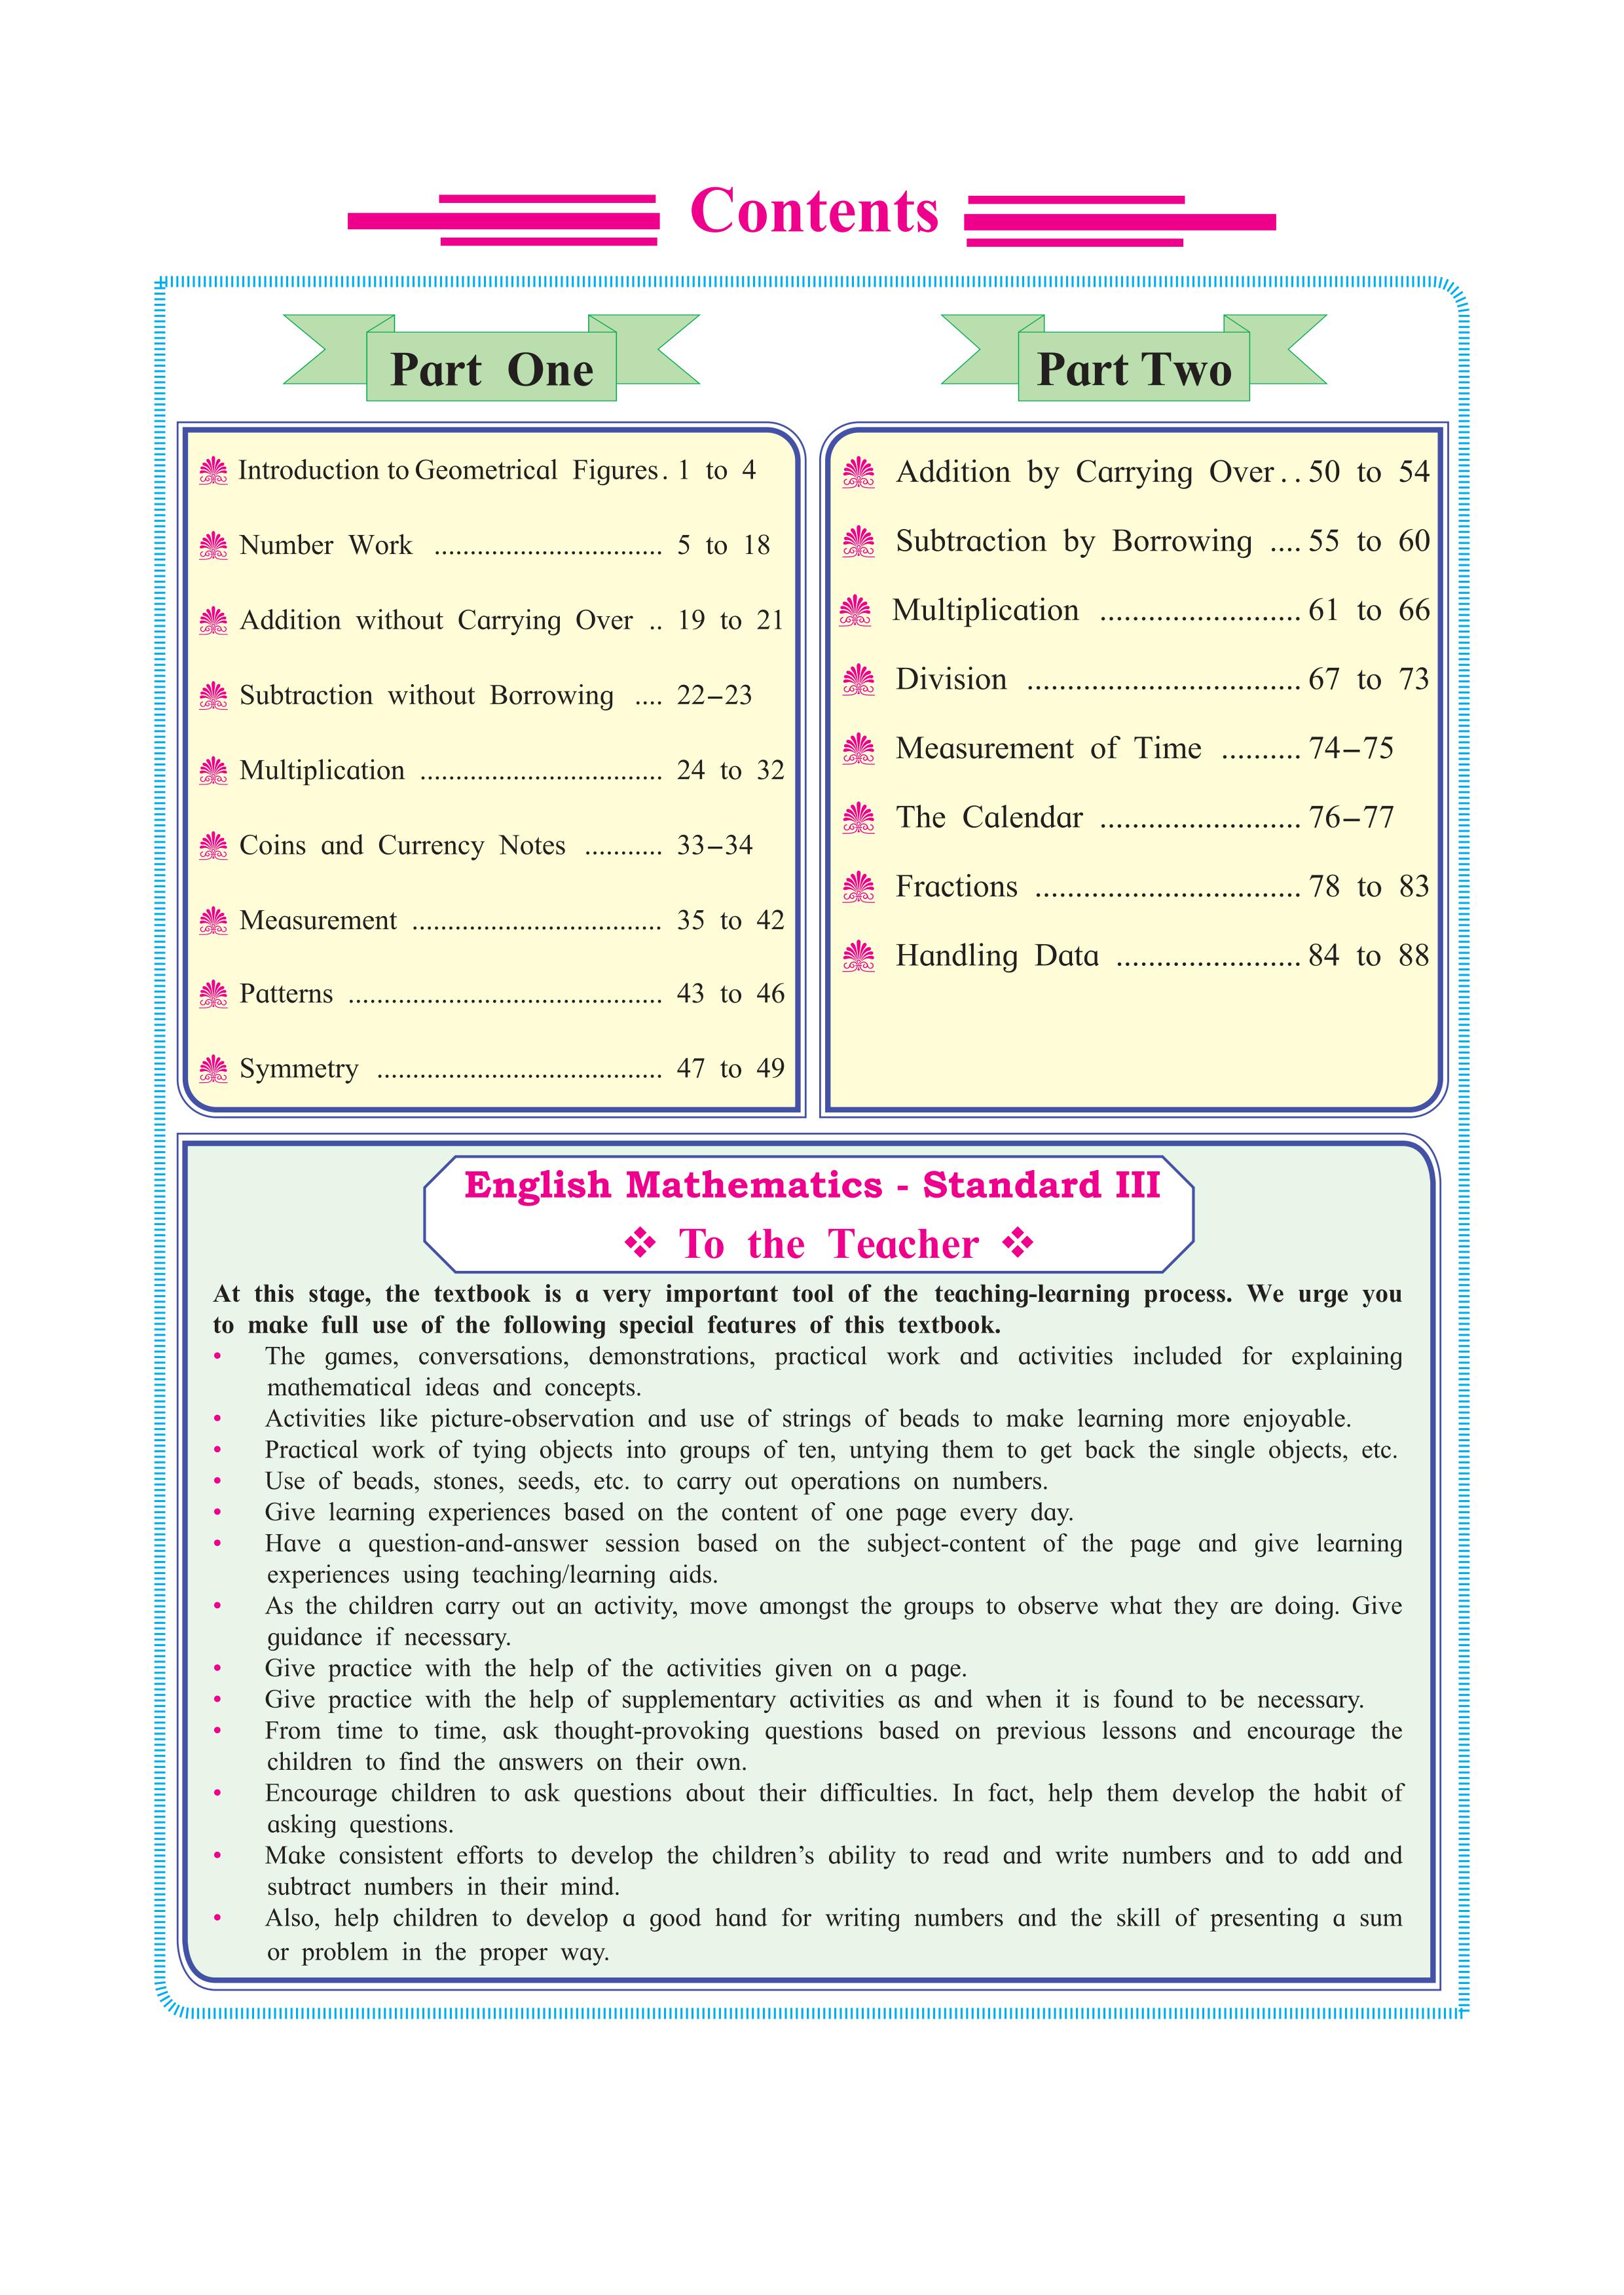 Contents
Part One
Introduction to Geometrical Figures. 1 to 4
Number Work ................................ 5 to 18
Addition without Carrying Over .. 19 to 21
Subtraction without Borrowing .... 22–23
Multiplication .................................. 24 to 32
Coins and Currency Notes ........... 33–34
Measurement ................................... 35 to 42
Patterns ............................................ 43 to 46
Symmetry ........................................ 47 to 49
Part Two
Addition by Carrying Over . . 50 to 54
Subtraction by Borrowing .... 55 to 60
Multiplication ......................... 61 to 66
Division .................................. 67 to 73
Measurement of Time .......... 74–75
The Calendar ......................... 76–77
Fractions ................................. 78 to 83
Handling Data ....................... 84 to 88
English Mathematics - Standard III
❖ To the Teacher ❖
At this stage, the textbook is a very important tool of the teaching-learning process. We urge you
to make full use of the following special features of this textbook.
• The games, conversations, demonstrations, practical work and activities included for explaining
mathematical ideas and concepts.
• Activities like picture-observation and use of strings of beads to make learning more enjoyable.
• Practical work of tying objects into groups of ten, untying them to get back the single objects, etc.
• Use of beads, stones, seeds, etc. to carry out operations on numbers.
• Give learning experiences based on the content of one page every day.
• Have a question-and-answer session based on the subject-content of the page and give learning
experiences using teaching/learning aids.
• As the children carry out an activity, move amongst the groups to observe what they are doing. Give
guidance if necessary.
• Give practice with the help of the activities given on a page.
• Give practice with the help of supplementary activities as and when it is found to be necessary.
• From time to time, ask thought-provoking questions based on previous lessons and encourage the
children to find the answers on their own.
• Encourage children to ask questions about their difficulties. In fact, help them develop the habit of
asking questions.
• Make consistent efforts to develop the children's ability to read and write numbers and to add and
subtract numbers in their mind.
• Also, help children to develop a good hand for writing numbers and the skill of presenting a sum
or problem in the proper way.